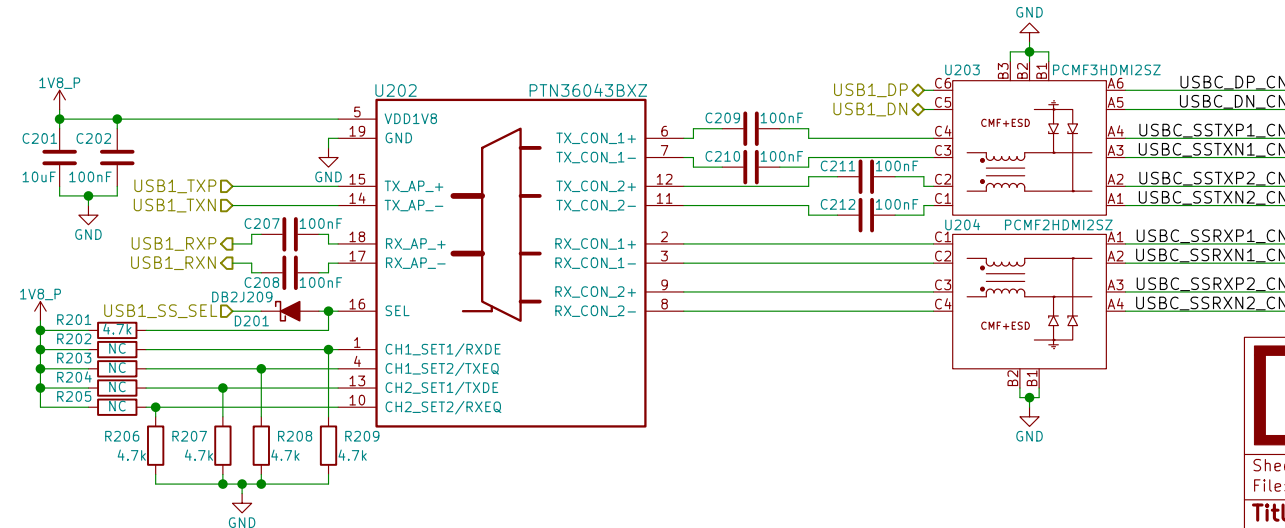 GND
B3
B2
B1
U203
PCMF3HDMI2SZ
1V8_P
U202
PTN36043BXZ
USB1_DP
C6
A6
USBC_DP_CN
USB1_DN
C5
A5
USBC_DN_CN
5
VDD1V8
C209
100nF
CMF+ESD
C201
C202
19
GND
TX_CON_1+
6
C4
A4
USBC_SSTXP1_CN
TX_CON_1-
7
C210
100nF
C3
A3
USBC_SSTXN1_CN
10uF
100nF
GND
C211
100nF
USB1_TXP
15
TX_AP_+
TX_CON_2+
12
C2
A2
USBC_SSTXP2_CN
USB1_TXN
14
TX_AP_-
TX_CON_2-
11
C212
100nF
C1
A1
USBC_SSTXN2_CN
GND
C207
100nF
U204
PCMF2HDMI2SZ
USB1_RXP
18
RX_AP_+
RX_CON_1+
2
C1
A1
USBC_SSRXP1_CN
USB1_RXN
17
RX_AP_-
RX_CON_1-
3
C2
A2
USBC_SSRXN1_CN
C208
100nF
1V8_P
DB2J209
RX_CON_2+
9
C3
A3
USBC_SSRXP2_CN
USB1_SS_SEL
16
SEL
RX_CON_2-
8
C4
A4
USBC_SSRXN2_CN
D201
R201
4.7k
CMF+ESD
R202
NC
1
CH1_SET1/RXDE
R203
NC
4
CH1_SET2/TXEQ
R204
NC
13
CH2_SET1/TXDE
R205
NC
10
CH2_SET2/RXEQ
B2
B1
GND
R206
R207
R208
R209
4.7k
4.7k
4.7k
4.7k
GND